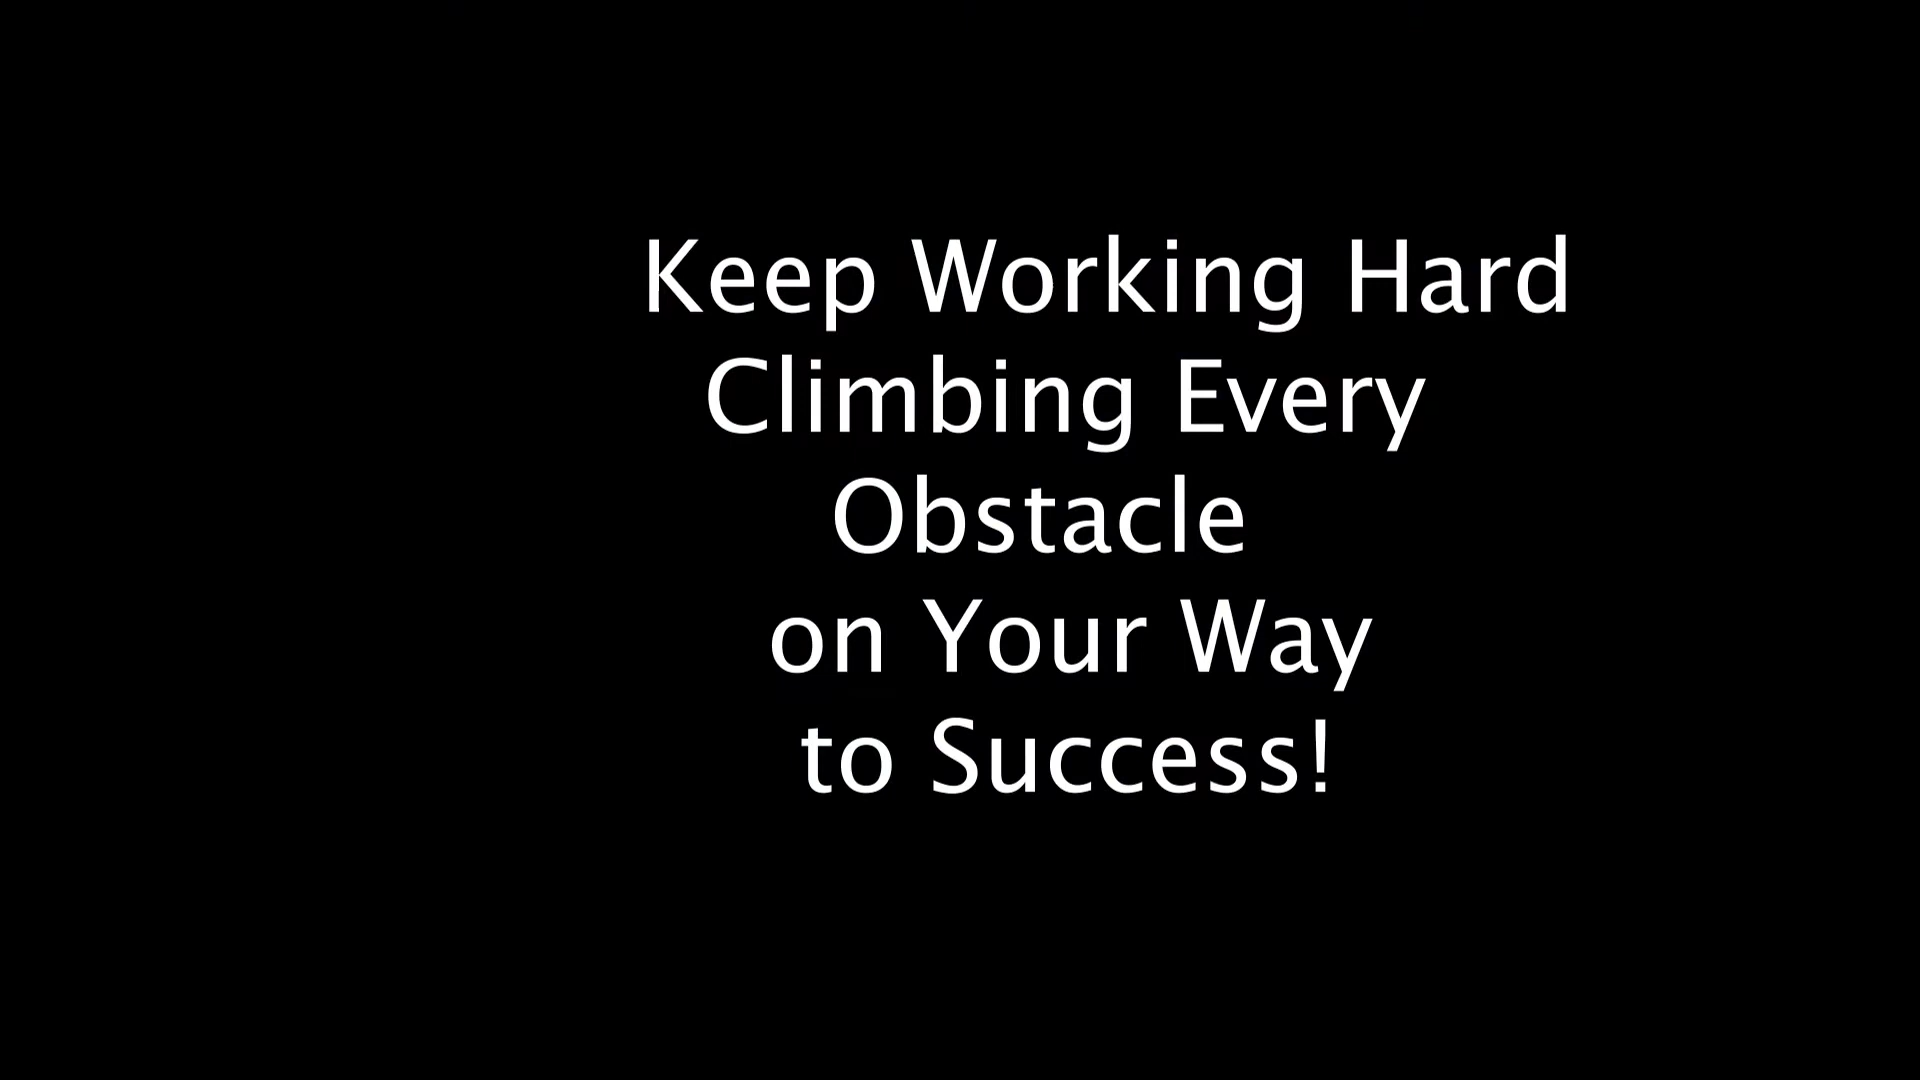 Keep Working Hard
Climbing Every
Obstacle
on Your Way
to Success!